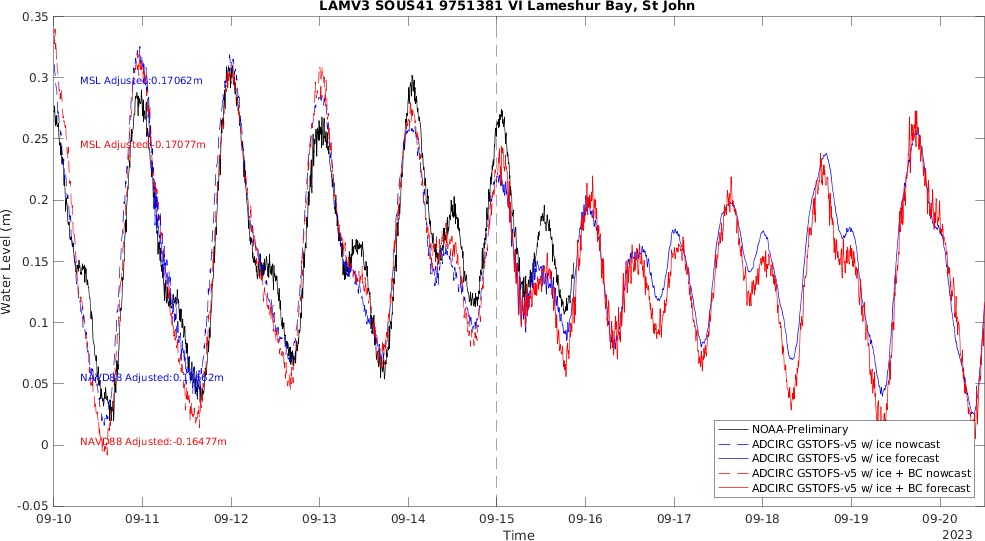 LAMV3 SOUS41 9751381 VI Lameshur Bay, St John
0.35
0.3
0.25
0.2
0.15
0.1
0.05
0
-0.05
Water Level (m)
MSL Adjusted:0.17062m
MSL Adjusted:-0.17077m
NAVD88 Adjusted:-0.16477m
09-10
09-11
09-12
09-13
09-14
09-15
09-16
09-17
09-18
09-19
09-20
2023
Time
NOAA-Preliminary
ADCIRC GSTOFS-v5 w/ ice nowcast
ADCIRC GSTOFS-v5 w/ ice forecast
ADCIRC GSTOFS-v5 w/ ice + BC nowcast
ADCIRC GSTOFS-v5 w/ ice + BC forecast